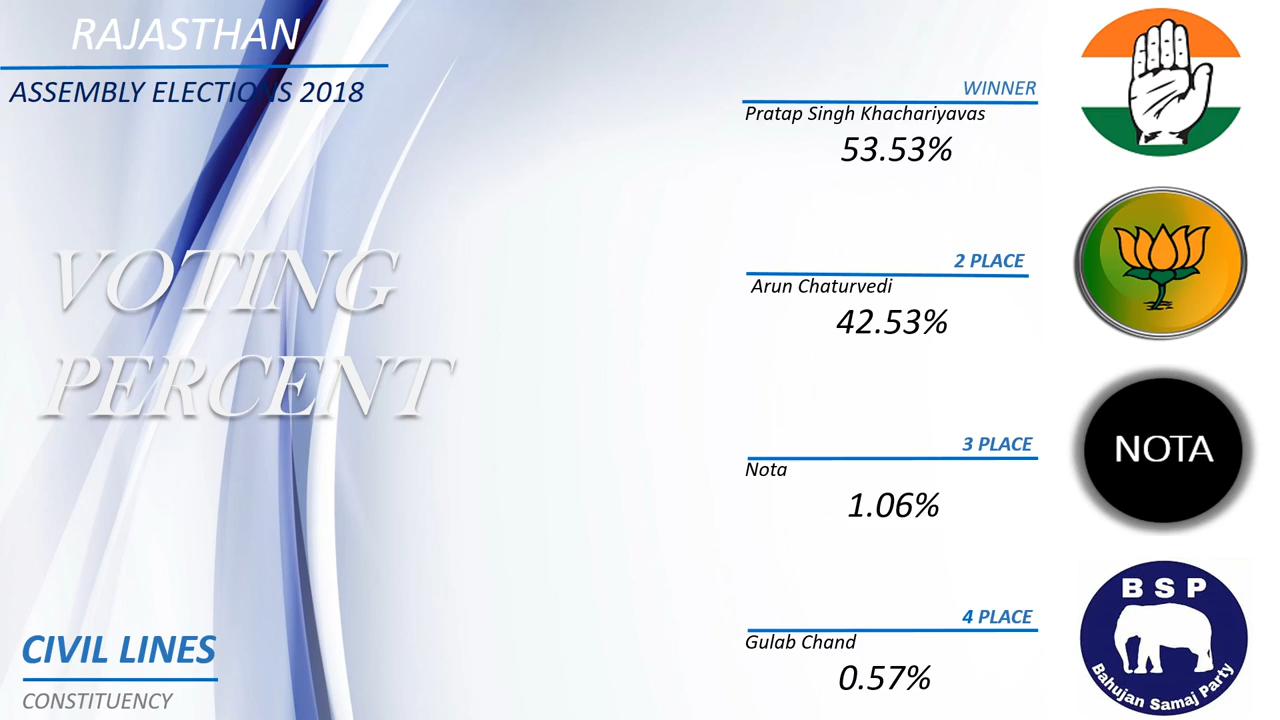 RAJASTHAN
ASSEMBLY ELECTIONS 2018
VOTING
PERCENT
CIVIL LINES
CONSTITUENCY
WINNER
Pratap Singh Khachariyavas
53.53%
2 PLACE
Arun Chaturvedi
42.53%
3 PLACE
Nota
1.06%
NOTA
4 PLACE
Gulab Chand
0.57%
BSP
Bahujan Samaj Party